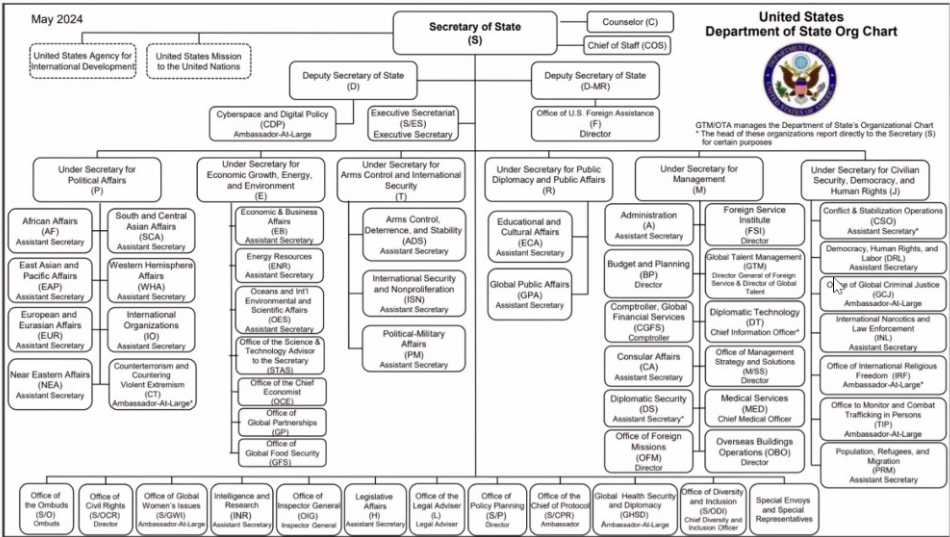 May 2024
United States
Department of State Org Chart
Secretary of State
(S)
Counselor (C)
Chief of Staff (COS)
United States Agency for
International Development
United States Mission
to the United Nations
Deputy Secretary of State
(D)
Deputy Secretary of State
(D-MR)
Cyberspace and Digital Policy
(CDP)
Ambassador-At-Large
Executive Secretariat
(S/ES)
Executive Secretary
Office of U.S. Foreign Assistance
(F)
Director
GTM/OTA manages the Department of State's Organizational Chart
* The head of these organizations report directly to the Secretary (S)
for certain purposes
Under Secretary for
Political Affairs
(P)
African Affairs
(AF)
Assistant Secretary
South and Central
Asian Affairs
(SCA)
Assistant Secretary
East Asian and
Pacific Affairs
(EAP)
Assistant Secretary
Western Hemisphere
Affairs
(WHA)
Assistant Secretary
European and
Eurasian Affairs
(EUR)
Assistant Secretary
International
Organizations
(IO)
Assistant Secretary
Near Eastern Affairs
(NEA)
Assistant Secretary
Counterterrorism and
Countering
Violent Extremism
(CT)
Ambassador-At-Large*
Under Secretary for
Economic Growth, Energy,
and Environment
(E)
Economic & Business
Affairs
(EB)
Assistant Secretary
Energy Resources
(ENR)
Assistant Secretary
Oceans and Int'l
Environmental and
Scientific Affairs
(OES)
Assistant Secretary
Office of the Science &
Technology Advisor
to the Secretary
(STAS)
Office of the Chief
Economist
(OCE)
Office of
Global Partnerships
(GP)
Office of
Global Food Security
(GFS)
Under Secretary for
Arms Control and International
Security
(T)
Arms Control,
Deterrence, and Stability
(ADS)
Assistant Secretary
International Security
and Nonproliferation
(ISN)
Assistant Secretary
Political-Military
Affairs
(PM)
Assistant Secretary
Under Secretary for Public
Diplomacy and Public Affairs
(R)
Educational and
Cultural Affairs
(ECA)
Assistant Secretary
Global Public Affairs
(GPA)
Assistant Secretary
Under Secretary for
Management
(M)
Administration
(A)
Assistant Secretary
Foreign Service
Institute
(FSI)
Director
Budget and Planning
(BP)
Director
Global Talent Management
(GTM)
Director General of Foreign
Service & Director of Global
Talent
Comptroller, Global
Financial Services
(CGFS)
Comptroller
Diplomatic Technology
(DT)
Chief Information Officer*
Consular Affairs
(CA)
Assistant Secretary
Office of Management
Strategy and Solutions
(M/SS)
Director
Diplomatic Security
(DS)
Assistant Secretary*
Medical Services
(MED)
Chief Medical Officer
Office of Foreign
Missions
(OFM)
Director
Overseas Buildings
Operations (OBO)
Director
Under Secretary for Civilian
Security, Democracy, and
Human Rights (J)
Conflict & Stabilization Operations
(CSO)
Assistant Secretary*
Democracy, Human Rights, and
Labor (DRL)
Assistant Secretary
of Global Criminal Justice
(GCJ)
Ambassador-At-Large
International Narcotics and
Law Enforcement
(INL)
Assistant Secretary
Office of International Religious
Freedom (IRF)
Ambassador-At-Large*
Office to Monitor and Combat
Trafficking in Persons
(TIP)
Ambassador-At-Large
Population, Refugees, and
Migration
(PRM)
Assistant Secretary
Office of
the Ombuds
(S/O)
Ombuds
Office of
Civil Rights
(S/OCR)
Director
Office of Global
Women's Issues
(S/GWI)
Ambassador-At-Large
Intelligence and
Research
(INR)
Assistant Secretary
Office of
Inspector General
(OIG)
Inspector General
Legislative
Affairs
(H)
Assistant Secretary
Office of the
Legal Adviser
(L)
Legal Adviser
Office of
Policy Planning
(S/P)
Director
Office of the
Chief of Protocol
(S/CPR)
Ambassador
Global Health Security
and Diplomacy
(GHSD)
Ambassador-At-Large
Office of Diversity
and Inclusion
(S/ODI)
Chief Diversity and
Inclusion Officer
Special Envoys
and Special
Representatives